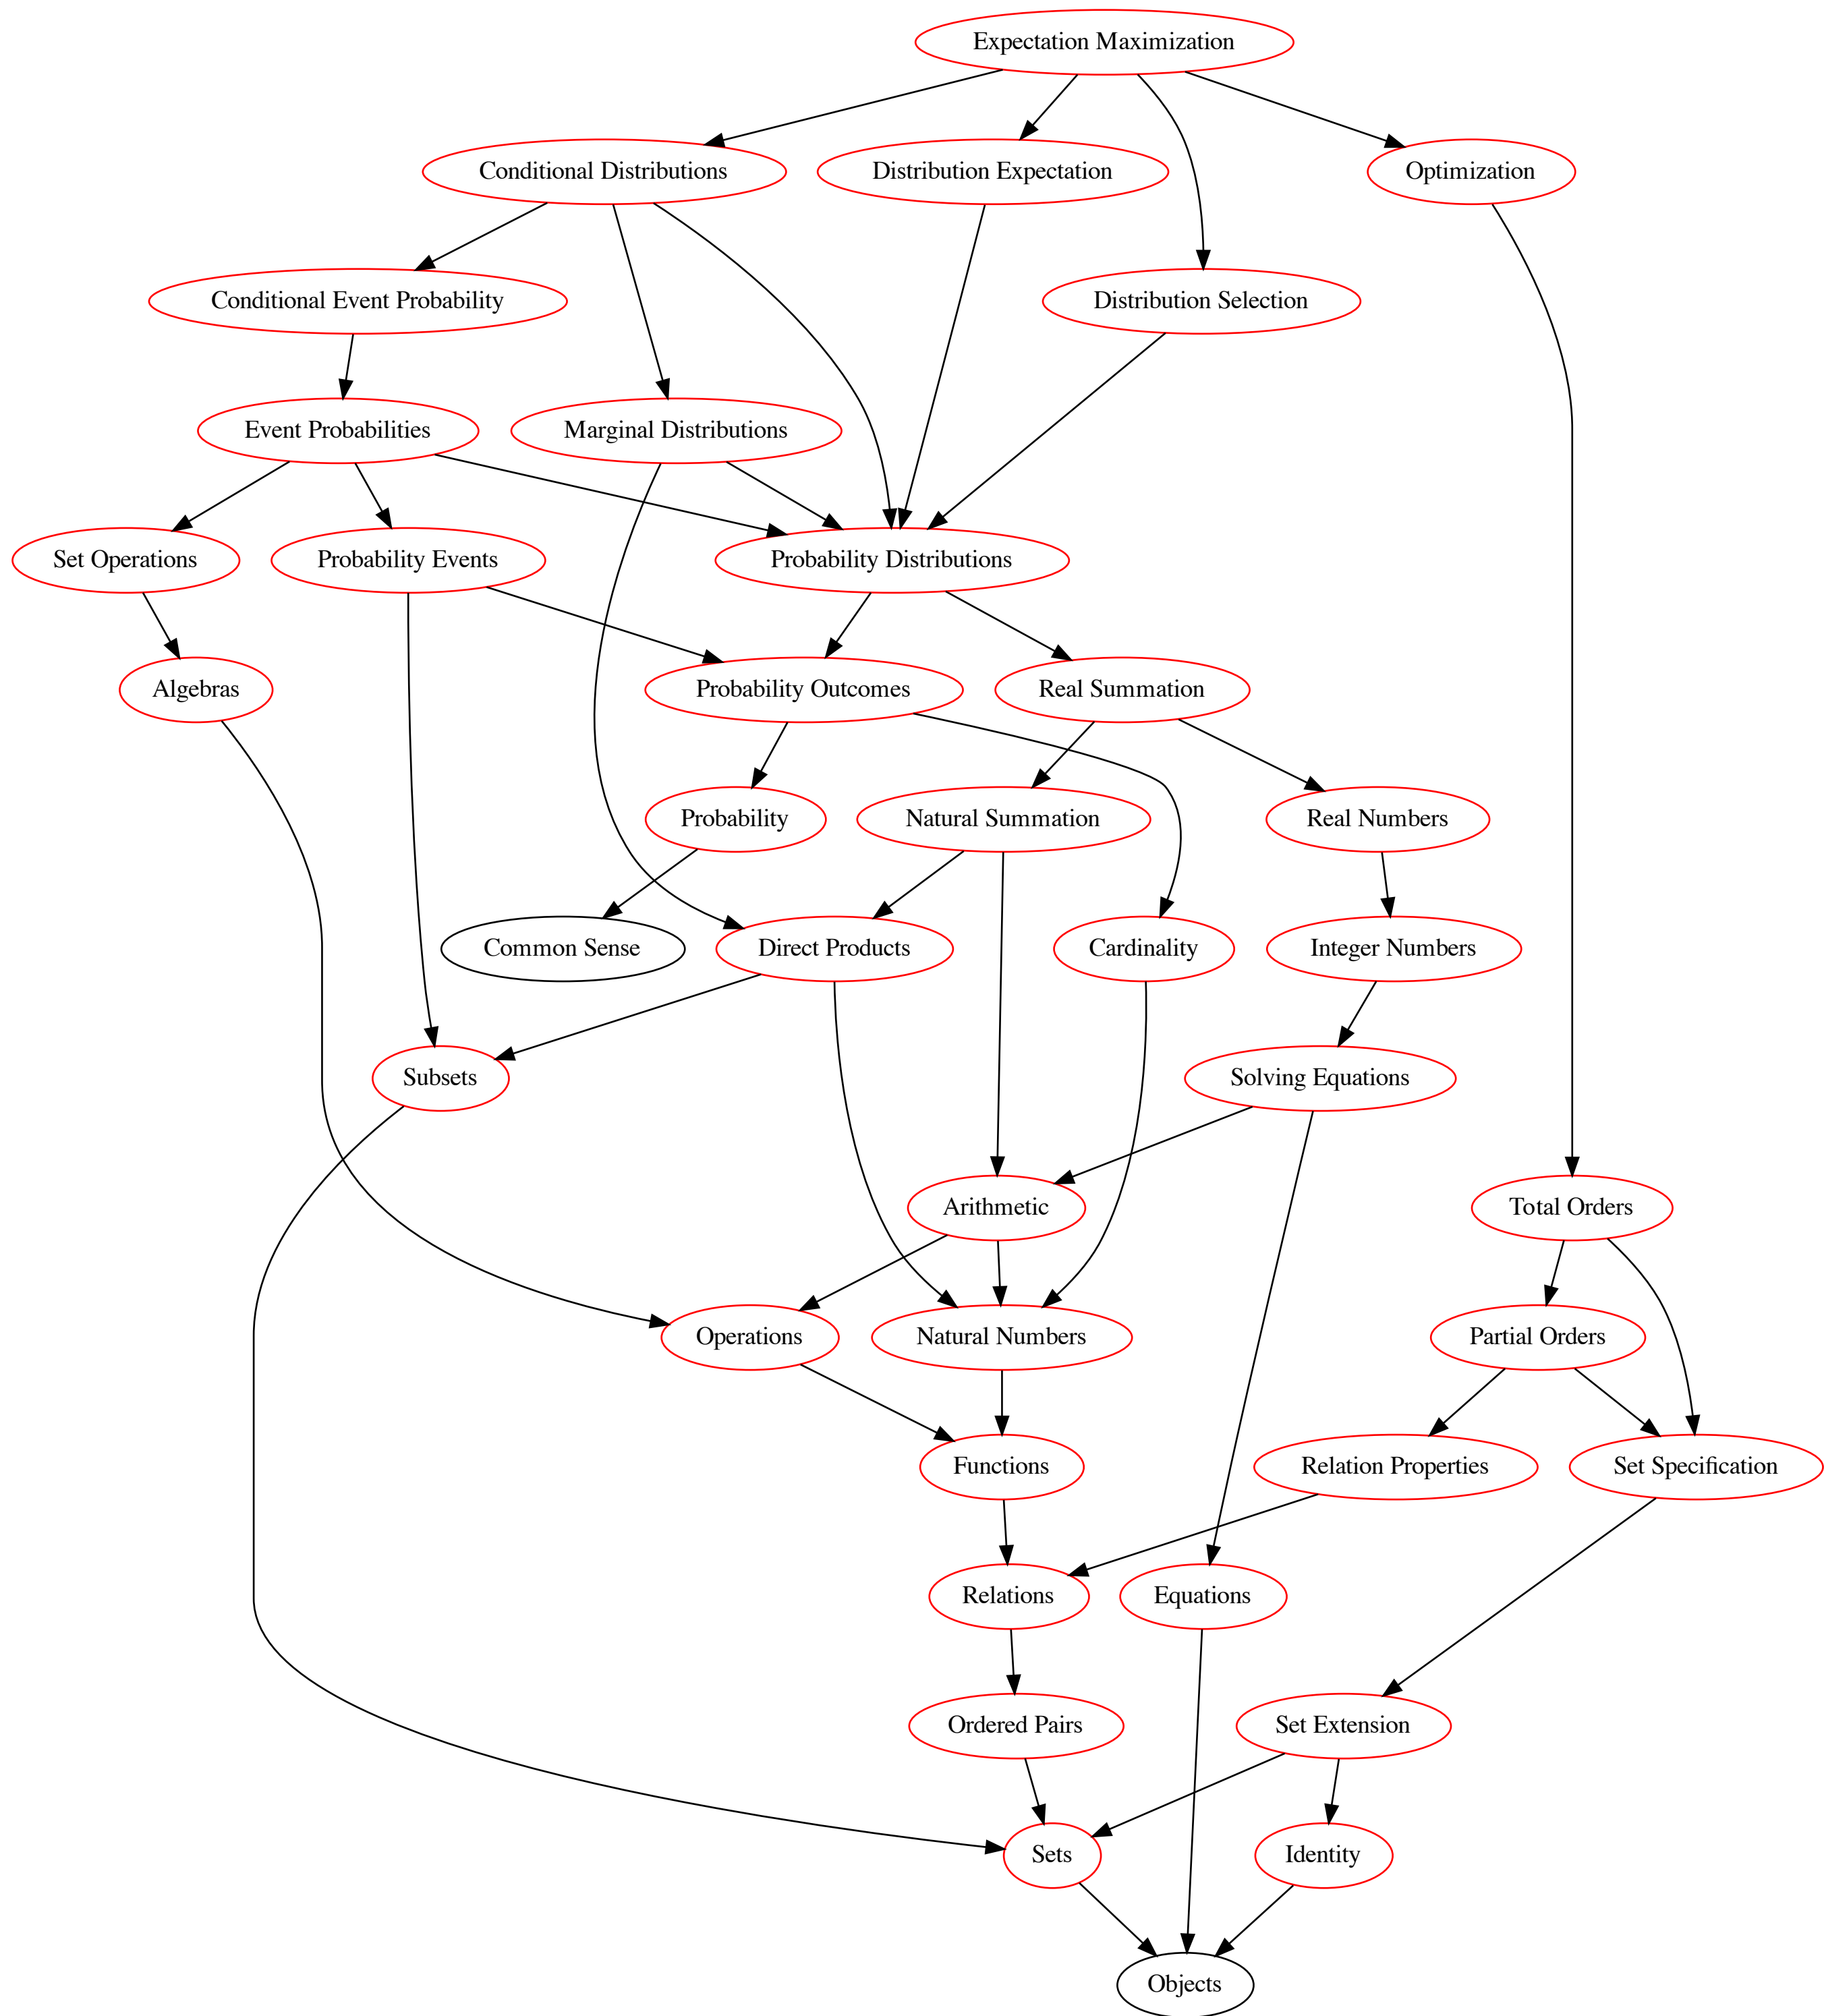 Expectation Maximization
Conditional Distributions
Distribution Expectation
Optimization
Conditional Event Probability
Distribution Selection
Event Probabilities
Marginal Distributions
Set Operations
Probability Events
Probability Distributions
Algebras
Probability Outcomes
Real Summation
Probability
Natural Summation
Real Numbers
Common Sense
Direct Products
Cardinality
Integer Numbers
Subsets
Solving Equations
Arithmetic
Total Orders
Operations
Natural Numbers
Partial Orders
Functions
Relation Properties
Set Specification
Relations
Equations
Ordered Pairs
Set Extension
Sets
Identity
Objects